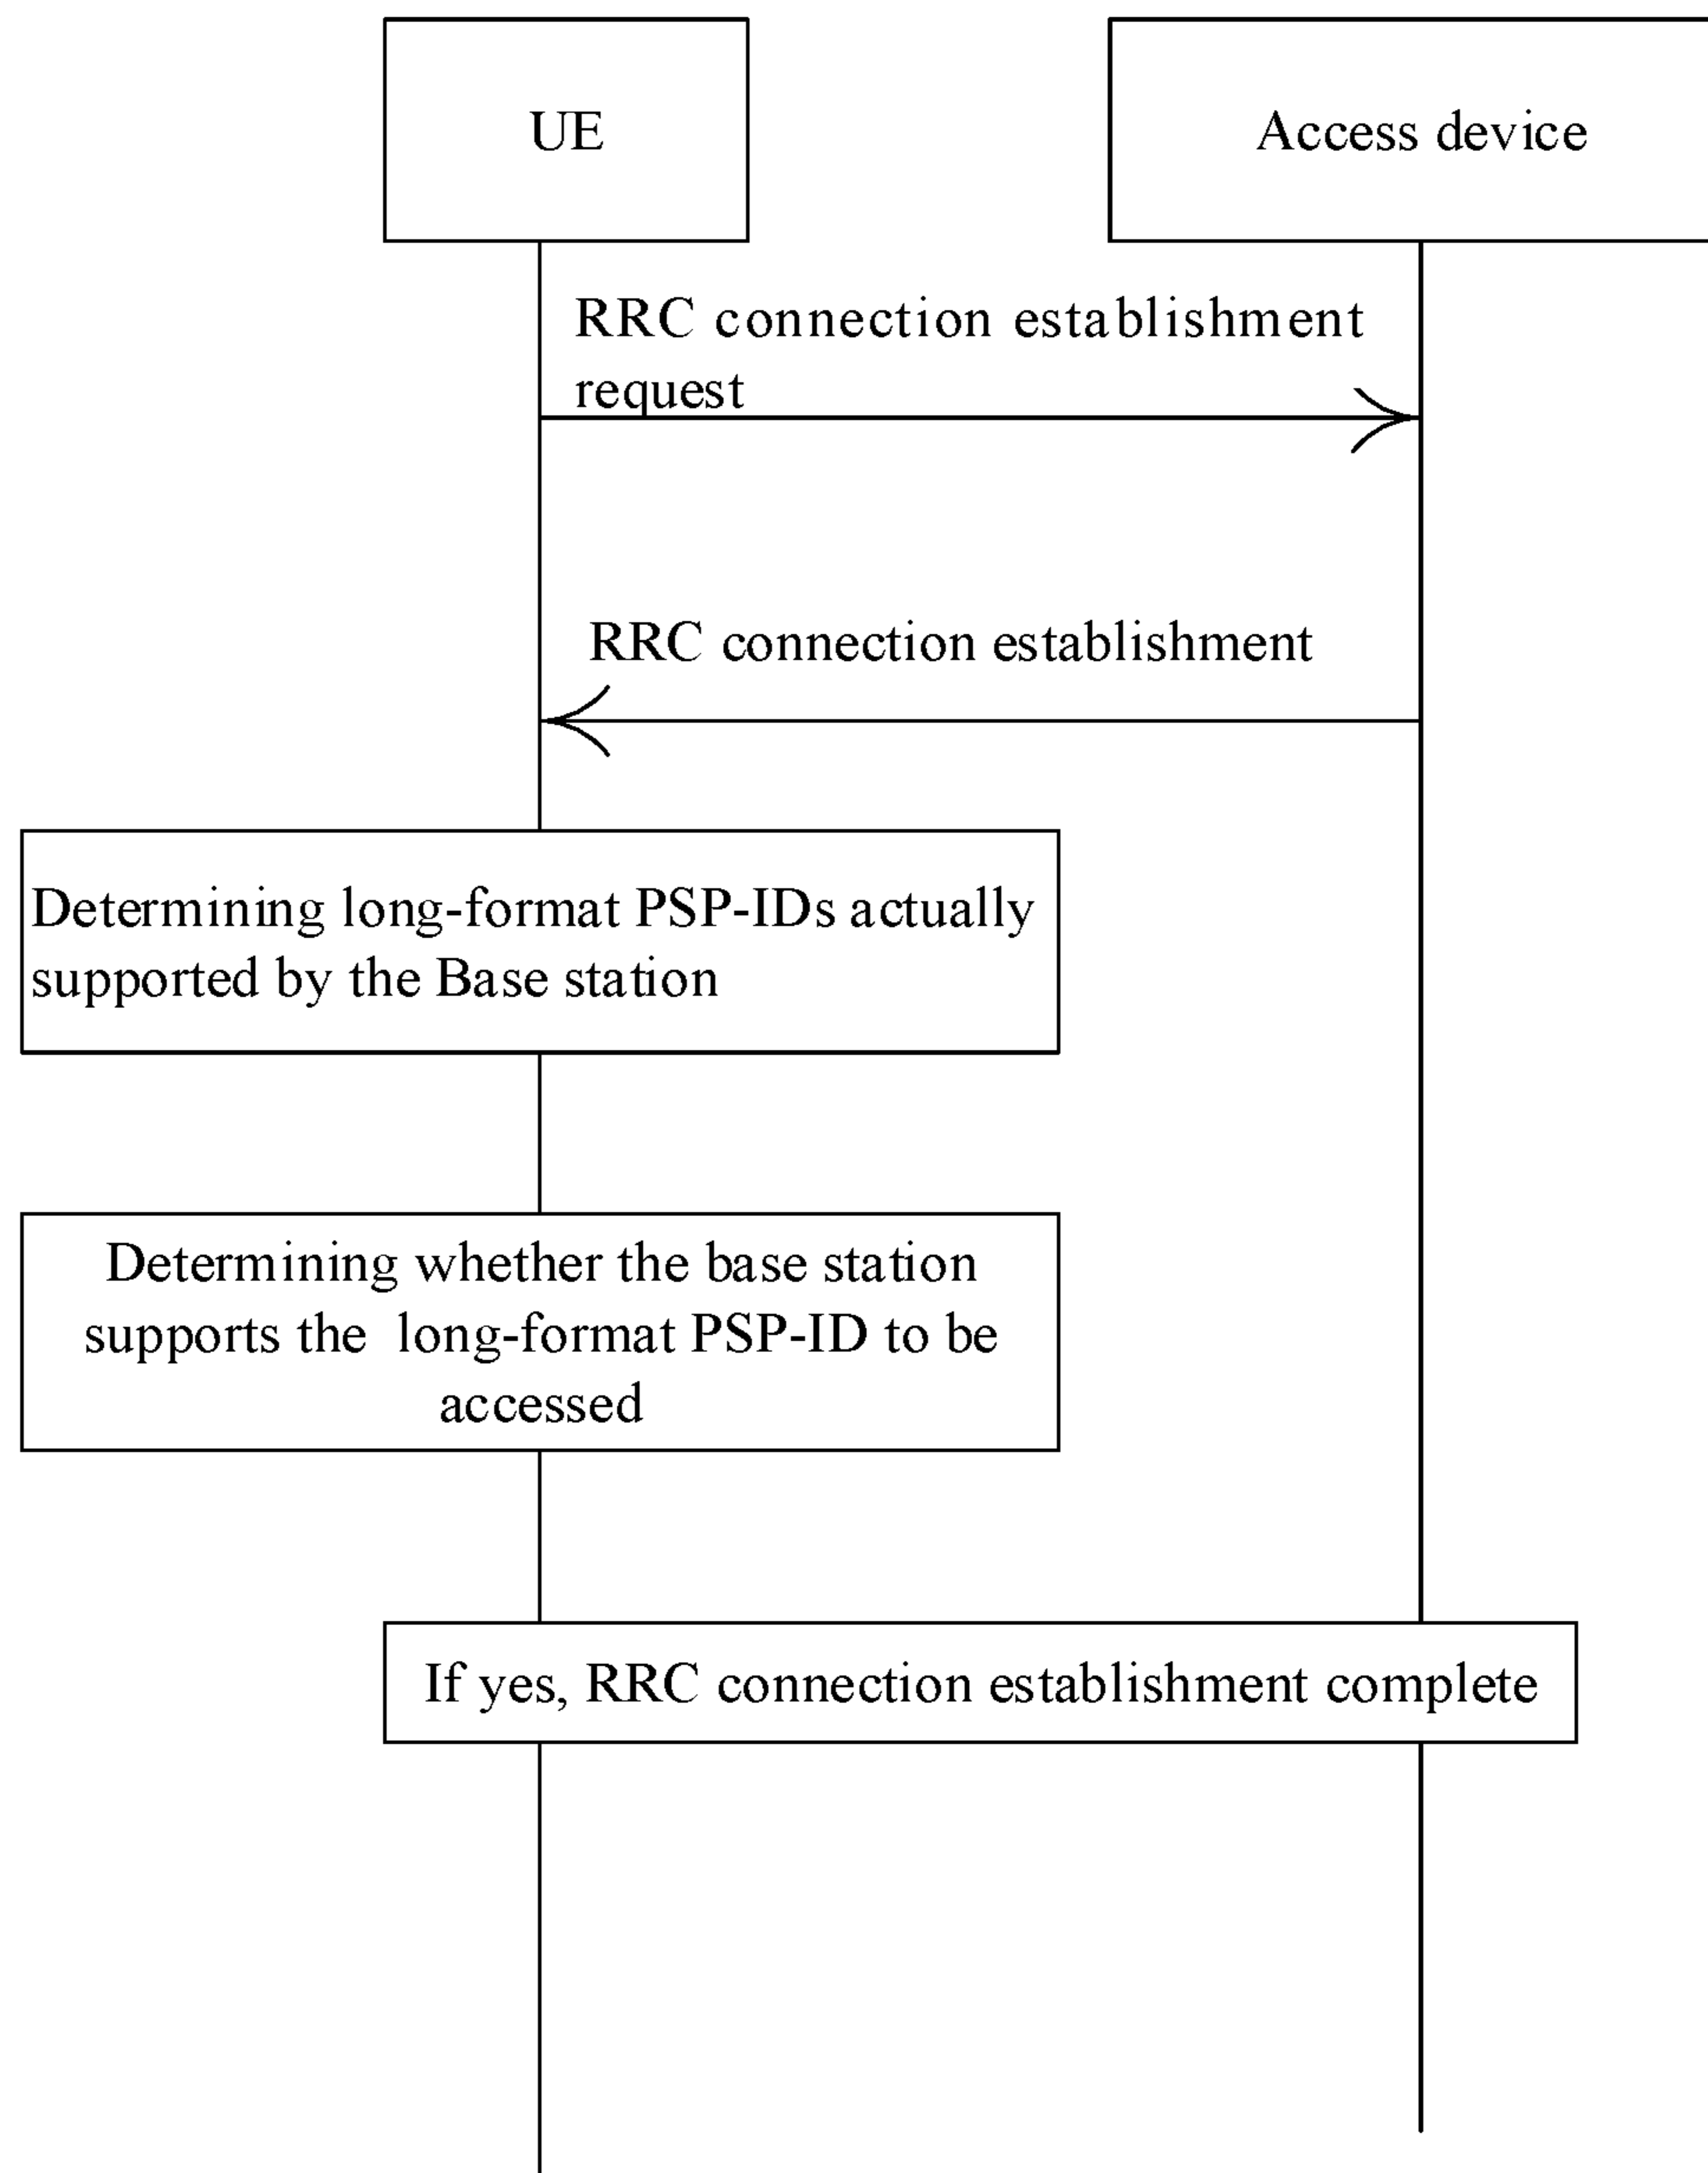 UE
Access device
RRC connection establishment
request
RRC connection establishment
Determining long-format PSP-IDs actually
supported by the Base station
Determining whether the base station
supports the long-format PSP-ID to be
accessed
If yes, RRC connection establishment complete